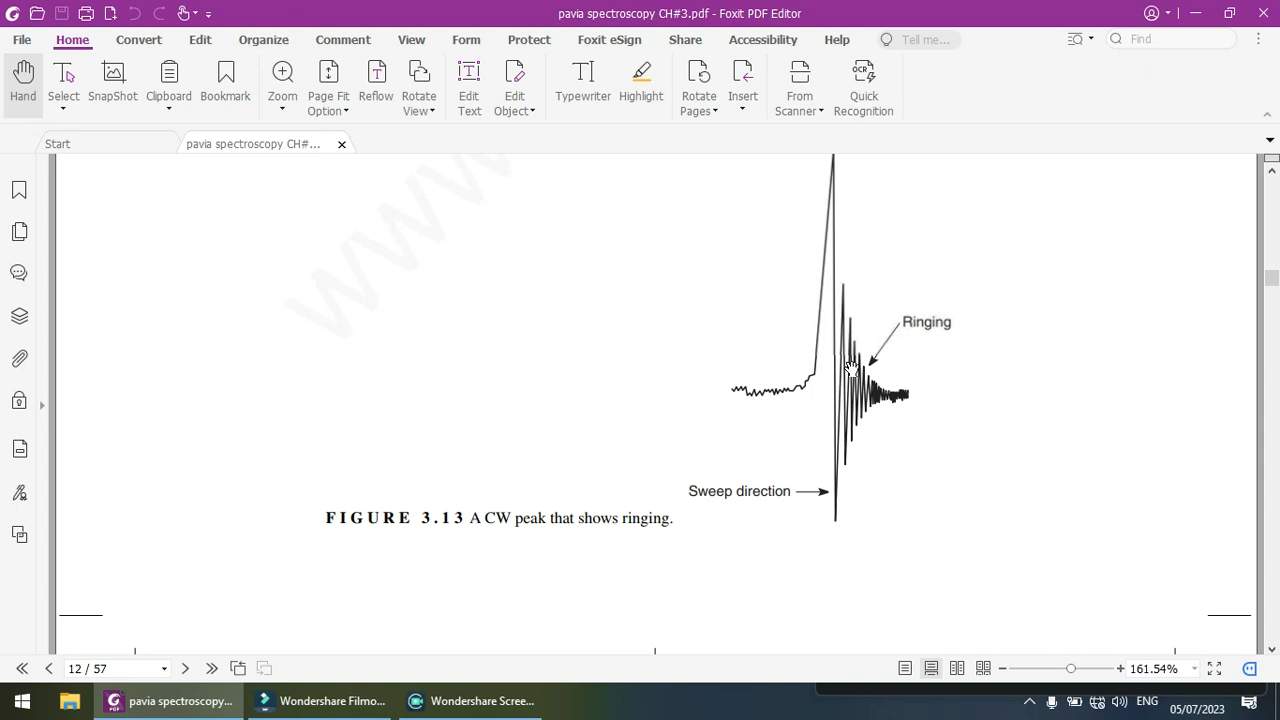 pavia spectroscopy CH#3.pdf - Foxit PDF Editor
File Home Convert Edit Organize Comment View Form Protect Foxit eSign Share Accessibility Help Tell me... Find
Hand Select SnapShot Clipboard Bookmark Zoom Page Fit Option Reflow Rotate View Edit Text Edit Object Typewriter Highlight Rotate Pages Insert From Scanner OCR Quick Recognition
Start pavia spectroscopy CH#...
www
Ringing
Sweep direction
FIGURE 3.13 A CW peak that shows ringing.
12 / 57 161.54%
pavia spectroscopy... Wondershare Filmo... Wondershare Scree... ENG
05/07/2023